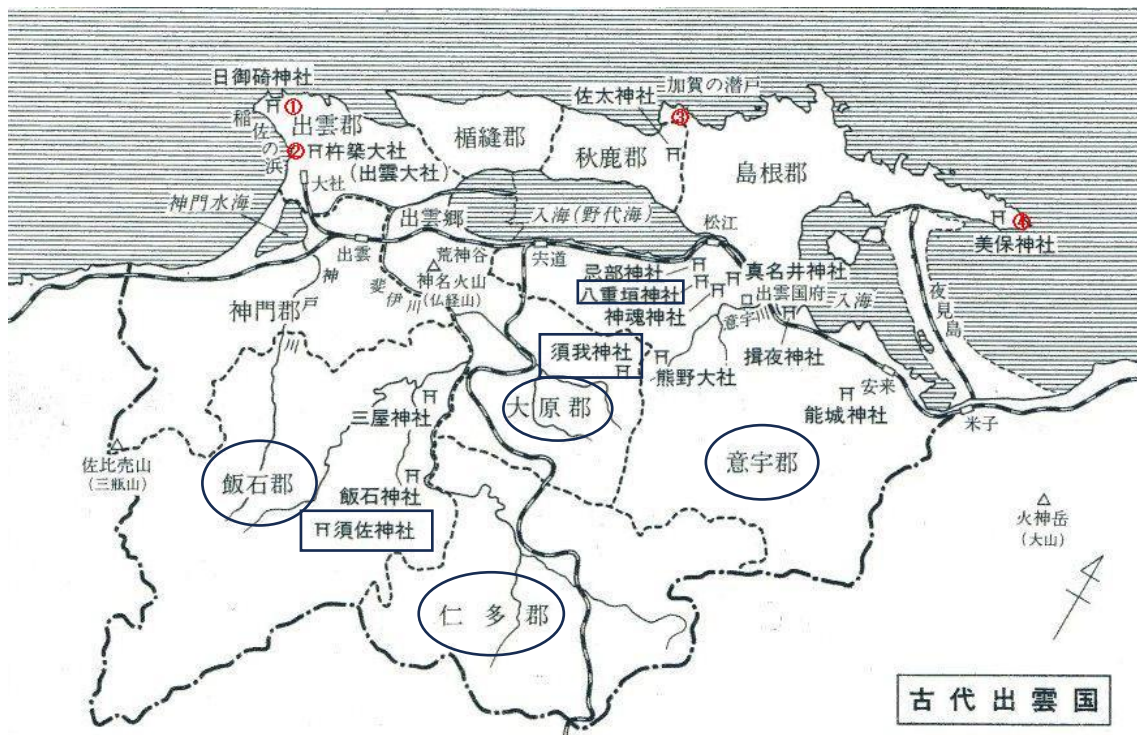 日御碕神社
①
稲佐の浜
出雲郡
②
杵築大社
(出雲大社)
大社
楯縫郡
佐太神社
加賀の潜戸
③
秋鹿郡
島根郡
④
美保神社
神門水海
出雲郷
入海(野代海)
松江
出雲
荒神谷
宍道
神名火山
(仏経山)
斐伊川
神戸川
神門郡
忌部神社
八重垣神社
神魂神社
真名井神社
出雲国府
意宇川
入海
夜見島
須我神社
熊野大社
揖夜神社
安来
能城神社
米子
大原郡
三屋神社
意宇郡
佐比売山
(三瓶山)
飯石郡
飯石神社
須佐神社
火神岳
(大山)
仁多郡
古代出雲国